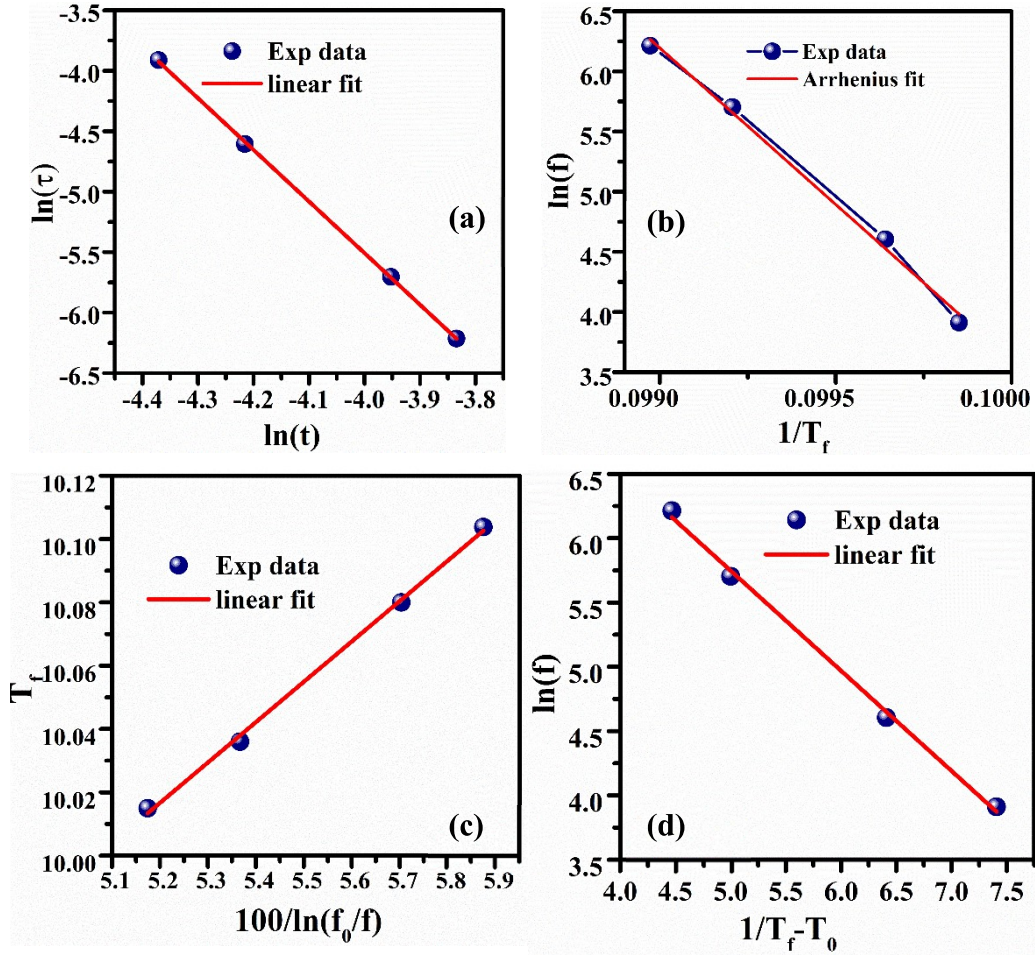 -3.5
-4.0
-4.5
-5.0
-5.5
-6.0
-6.5
ln(τ)
Exp data
linear fit
(a)
-4.4 -4.3 -4.2 -4.1 -4.0 -3.9 -3.8
ln(t)
6.5
6.0
5.5
5.0
4.5
4.0
3.5
ln(f)
Exp data
Arrhenius fit
(b)
0.0990 0.0995 0.1000
1/T_f
10.12
10.10
10.08
10.06
10.04
10.02
10.00
T_f
Exp data
linear fit
(c)
5.1 5.2 5.3 5.4 5.5 5.6 5.7 5.8 5.9
100/ln(f_0/f)
6.5
6.0
5.5
5.0
4.5
4.0
3.5
ln(f)
Exp data
linear fit
(d)
4.0 4.5 5.0 5.5 6.0 6.5 7.0 7.5
1/T_f-T_0